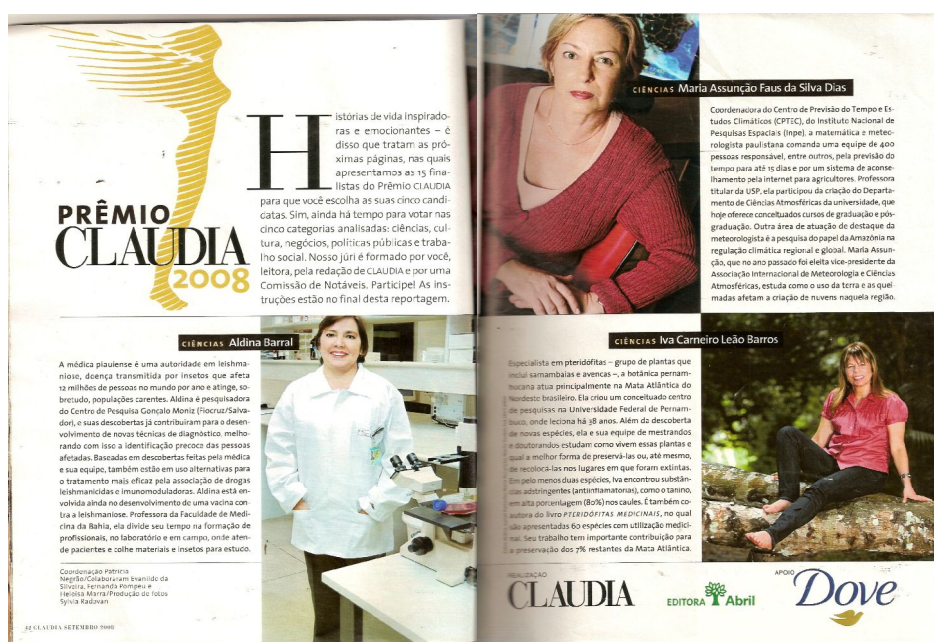 PRÊMIO
CLAUDIA
2008
Histórias de vida inspirado-
ras e emocionantes – é
disso que tratam as pró-
ximas páginas, nas quais
apresentamos as 15 fina-
listas do Prêmio CLAUDIA
para que você escolha as suas cinco candi-
datas. Sim, ainda há tempo para votar nas
cinco categorias analisadas: ciências, cul-
tura, negócios, políticas públicas e traba-
lho social. Nosso júri é formado por você,
leitora, pela redação de CLAUDIA e por uma
Comissão de Notáveis. Participe! As ins-
truções estão no final desta reportagem.
CIÊNCIAS Aldina Barral
A médica piauiense é uma autoridade em leishma-
niose, doença transmitida por insetos que afeta
12 milhões de pessoas no mundo por ano e atinge, so-
bretudo, populações carentes. Aldina é pesquisadora
do Centro de Pesquisa Gonçalo Moniz (Fiocruz/Salva-
dor), e suas descobertas já contribuíram para o desen-
volvimento de novas técnicas de diagnóstico, melho-
rando com isso a identificação precoce das pessoas
afetadas. Baseadas em descobertas feitas pela médica
e sua equipe, também estão em uso alternativas para
o tratamento mais eficaz pela associação de drogas
leishmanicidas e imunomoduladoras. Aldina está en-
volvida ainda no desenvolvimento de uma vacina con-
tra a leishmaniose. Professora da Faculdade de Medi-
cina da Bahia, ela divide seu tempo na formação de
profissionais, no laboratório e em campo, onde aten-
de pacientes e colhe materiais e insetos para estudo.
Coordenação Patricia
Negrão/Colaboraram Evanildo da
Silveira, Fernanda Pompeu e
Heloisa Marra/Produção de fotos
Sylvia Radovan
32 CLAUDIA SETEMBRO 2008
CIÊNCIAS Maria Assunção Faus da Silva Dias
Coordenadora do Centro de Previsão do Tempo e Es-
tudos Climáticos (CPTEC), do Instituto Nacional de
Pesquisas Espaciais (Inpe), a matemática e meteo-
rologista paulistana comanda uma equipe de 400
pessoas responsável, entre outros, pela previsão do
tempo para até 15 dias e por um sistema de aconse-
lhamento pela internet para agricultores. Professora
titular da USP, ela participou da criação do Departa-
mento de Ciências Atmosféricas da universidade, que
hoje oferece conceituados cursos de graduação e pós-
graduação. Outra área de atuação de destaque da
meteorologista é a pesquisa do papel da Amazônia na
regulação climática regional e global. Maria Assun-
ção, que no ano passado foi eleita vice-presidente da
Associação Internacional de Meteorologia e Ciências
Atmosféricas, estuda como o uso da terra e as quei-
madas afetam a criação de nuvens naquela região.
CIÊNCIAS Iva Carneiro Leão Barros
Especialista em pteridófitas – grupo de plantas que
inclui samambaias e avencas –, a botânica pernam-
bucana atua principalmente na Mata Atlântica do
Nordeste brasileiro. Ela criou um conceituado centro
de pesquisas na Universidade Federal de Pernam-
buco, onde leciona há 38 anos. Além da descoberta
de novas espécies, ela e sua equipe de mestrandos
e doutorandos estudam como vivem essas plantas e
qual a melhor forma de preservá-las ou, até mesmo,
de recolocá-las nos lugares em que foram extintas.
Em pelo menos duas espécies, Iva encontrou substân-
cias adstringentes (antiinflamatórias), como o tanino,
em alta porcentagem (80%) nos caules. É também co-
autora do livro PTERIDÓFITAS MEDICINAIS, no qual
são apresentadas 60 espécies com utilização medici-
nal. Seu trabalho tem importante contribuição para
a preservação dos 7% restantes da Mata Atlântica.
REALIZAÇÃO
CLAUDIA
EDITORA Abril
APOIO
Dove